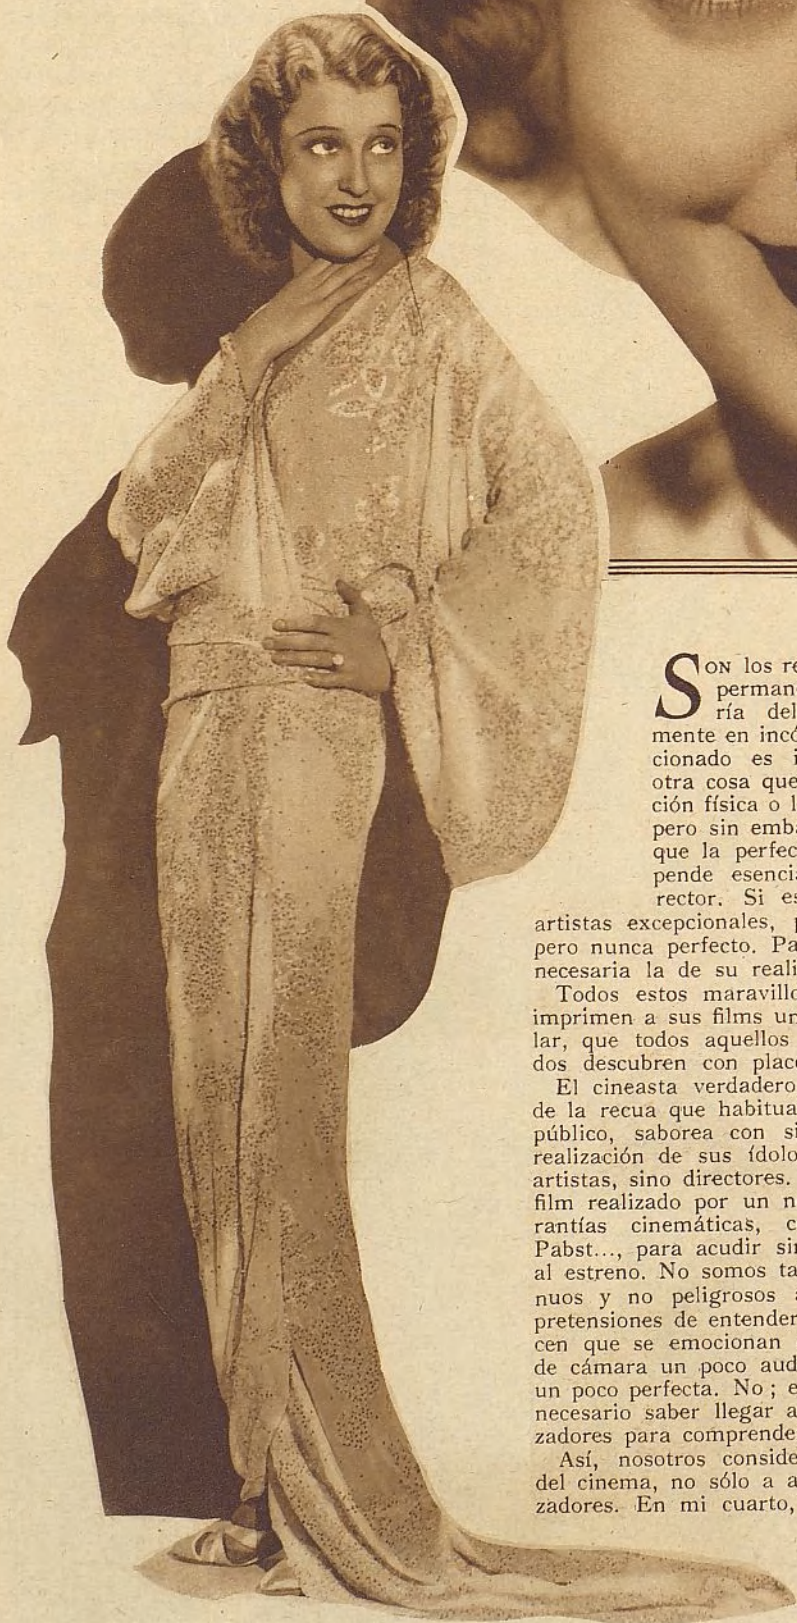 SON los re
perman
ría del
mente en incó
cionado es i
otra cosa que
ción física o l
pero sin emba
que la perfec
pende esencia
rector. Si es
artistas excepcionales, p
pero nunca perfecto. Pa
necesaria la de su reali
Todos estos maravillo
imprimen a sus films un
lar, que todos aquellos
dos descubren con place
El cineasta verdadero
de la recua que habitua
público, saborea con si
realización de sus ídolo
artistas, sino directores.
film realizado por un n
rantías cinemáticas, c
Pabst..., para acudir sin
al estreno. No somos ta
nuos y no peligrosos a
pretensiones de entender
cen que se emocionan
de cámara un poco aud
un poco perfecta. No ; e
necesario saber llegar a
zadores para comprende
Así, nosotros conside
del cinema, no sólo a a
zadores. En mi cuarto,